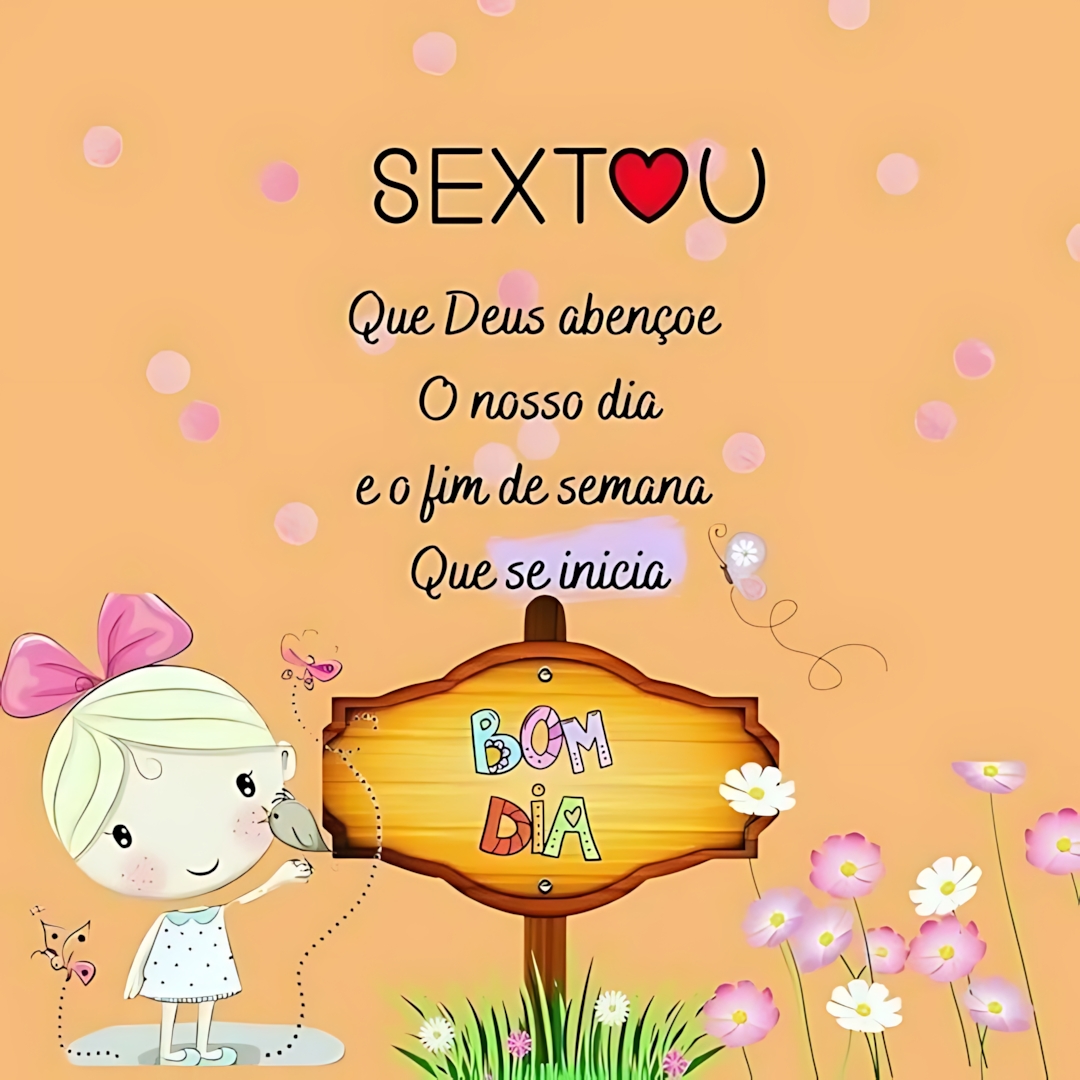 SEXTOU
Que Deus abençoe
O nosso dia
e o fim de semana
Que se inicia
BOM
DIA